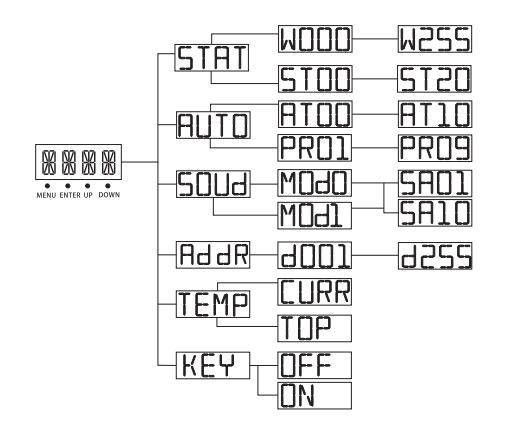 W000 W255
STAT
ST00 ST20
AT00 AT10
AUTO
PR01 PR09
MENU ENTER UP DOWN
SOUd MOd0 SA01
MOd1 SA10
AddR d001 d255
CURR
TEMP
TOP
KEY OFF
ON